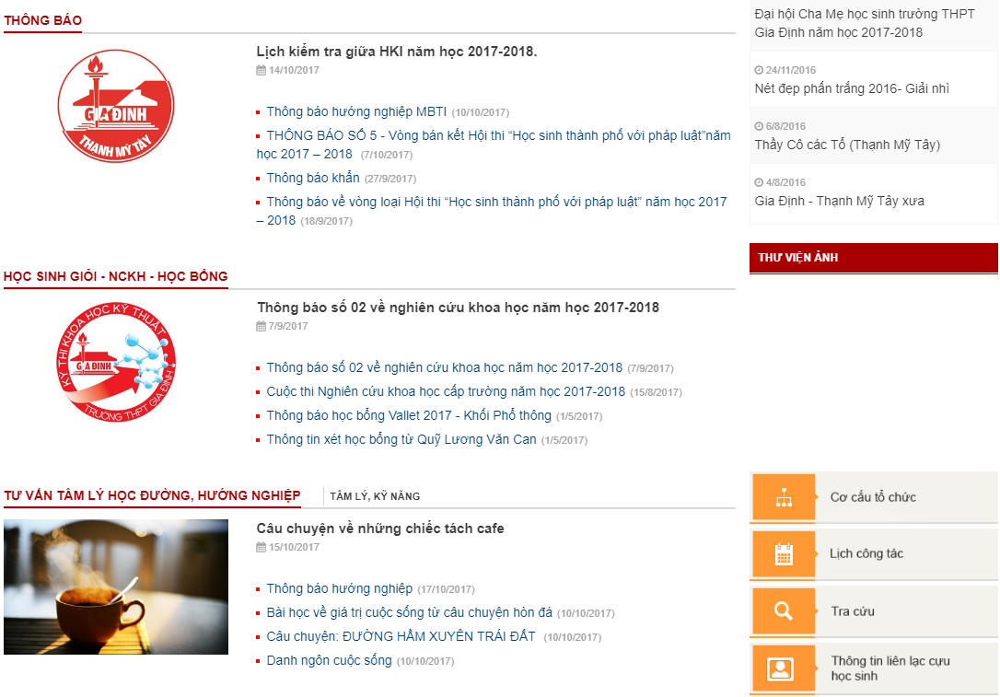 THÔNG BÁO
GIA ĐỊNH
THẠNH MỸ TÂY
Lịch kiểm tra giữa HKI năm học 2017-2018.
14/10/2017
Thông báo hướng nghiệp MBTI (10/10/2017)
THÔNG BÁO SỐ 5 - Vòng bán kết Hội thi “Học sinh thành phố với pháp luật”năm
học 2017 – 2018 (7/10/2017)
Thông báo khẩn (27/9/2017)
Thông báo về vòng loại Hội thi “Học sinh thành phố với pháp luật” năm học 2017
– 2018 (18/9/2017)
HỌC SINH GIỎI - NCKH - HỌC BỔNG
KỲ THI KHOA HỌC KỸ THUẬT
GIA ĐỊNH
TRƯỜNG THPT GIA ĐỊNH
Thông báo số 02 về nghiên cứu khoa học năm học 2017-2018
7/9/2017
Thông báo số 02 về nghiên cứu khoa học năm học 2017-2018 (7/9/2017)
Cuộc thi Nghiên cứu khoa học cấp trường năm học 2017-2018 (15/8/2017)
Thông báo học bổng Vallet 2017 - Khối Phổ thông (1/5/2017)
Thông tin xét học bổng từ Quỹ Lương Văn Can (1/5/2017)
TƯ VẤN TÂM LÝ HỌC ĐƯỜNG, HƯỚNG NGHIỆP
TÂM LÝ, KỸ NĂNG
Câu chuyện về những chiếc tách cafe
15/10/2017
Thông báo hướng nghiệp (17/10/2017)
Bài học về giá trị cuộc sống từ câu chuyện hòn đá (10/10/2017)
Câu chuyện: ĐƯỜNG HẦM XUYÊN TRÁI ĐẤT (10/10/2017)
Danh ngôn cuộc sống (10/10/2017)
Đại hội Cha Mẹ học sinh trường THPT
Gia Định năm học 2017-2018
24/11/2016
Nét đẹp phấn trắng 2016- Giải nhì
6/8/2016
Thầy Cô các Tổ (Thạnh Mỹ Tây)
4/8/2016
Gia Định - Thạnh Mỹ Tây xưa
THƯ VIỆN ẢNH
Cơ cấu tổ chức
Lịch công tác
Tra cứu
Thông tin liên lạc cựu
học sinh